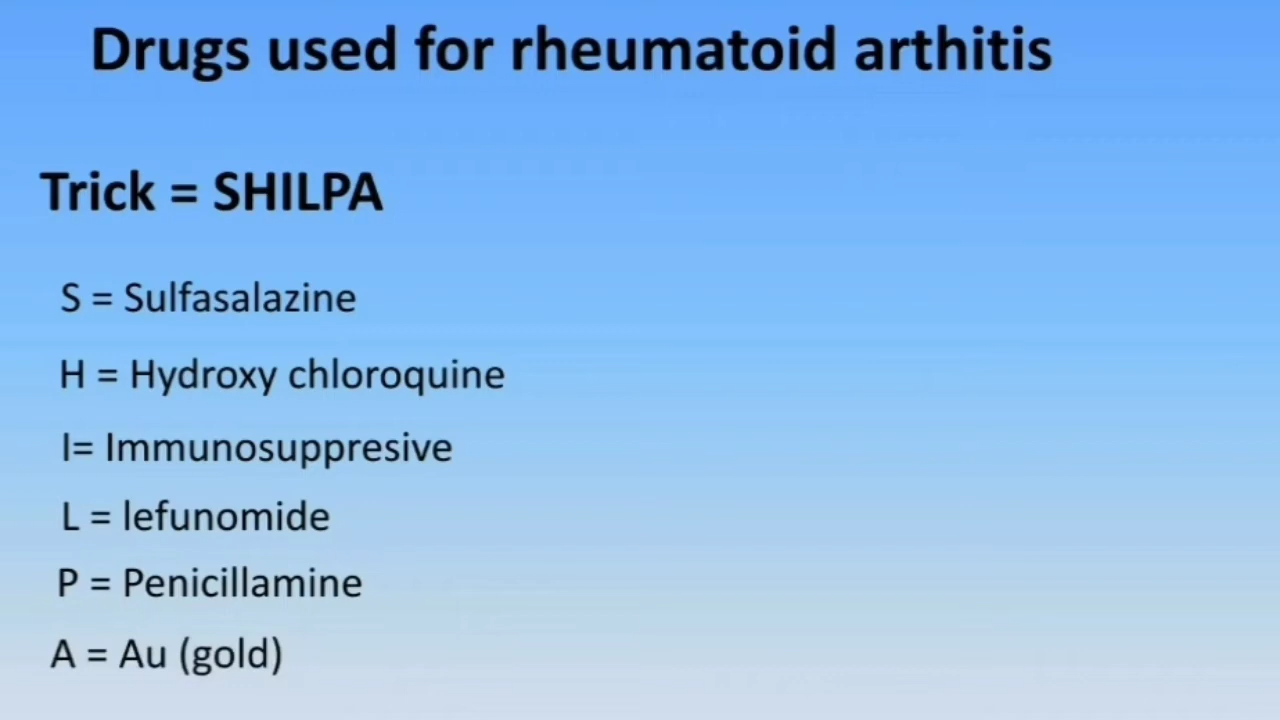 Drugs used for rheumatoid arthitis
Trick = SHILPA
S = Sulfasalazine
H = Hydroxy chloroquine
I= Immunosuppresive
L = lefunomide
P = Penicillamine
A = Au (gold)